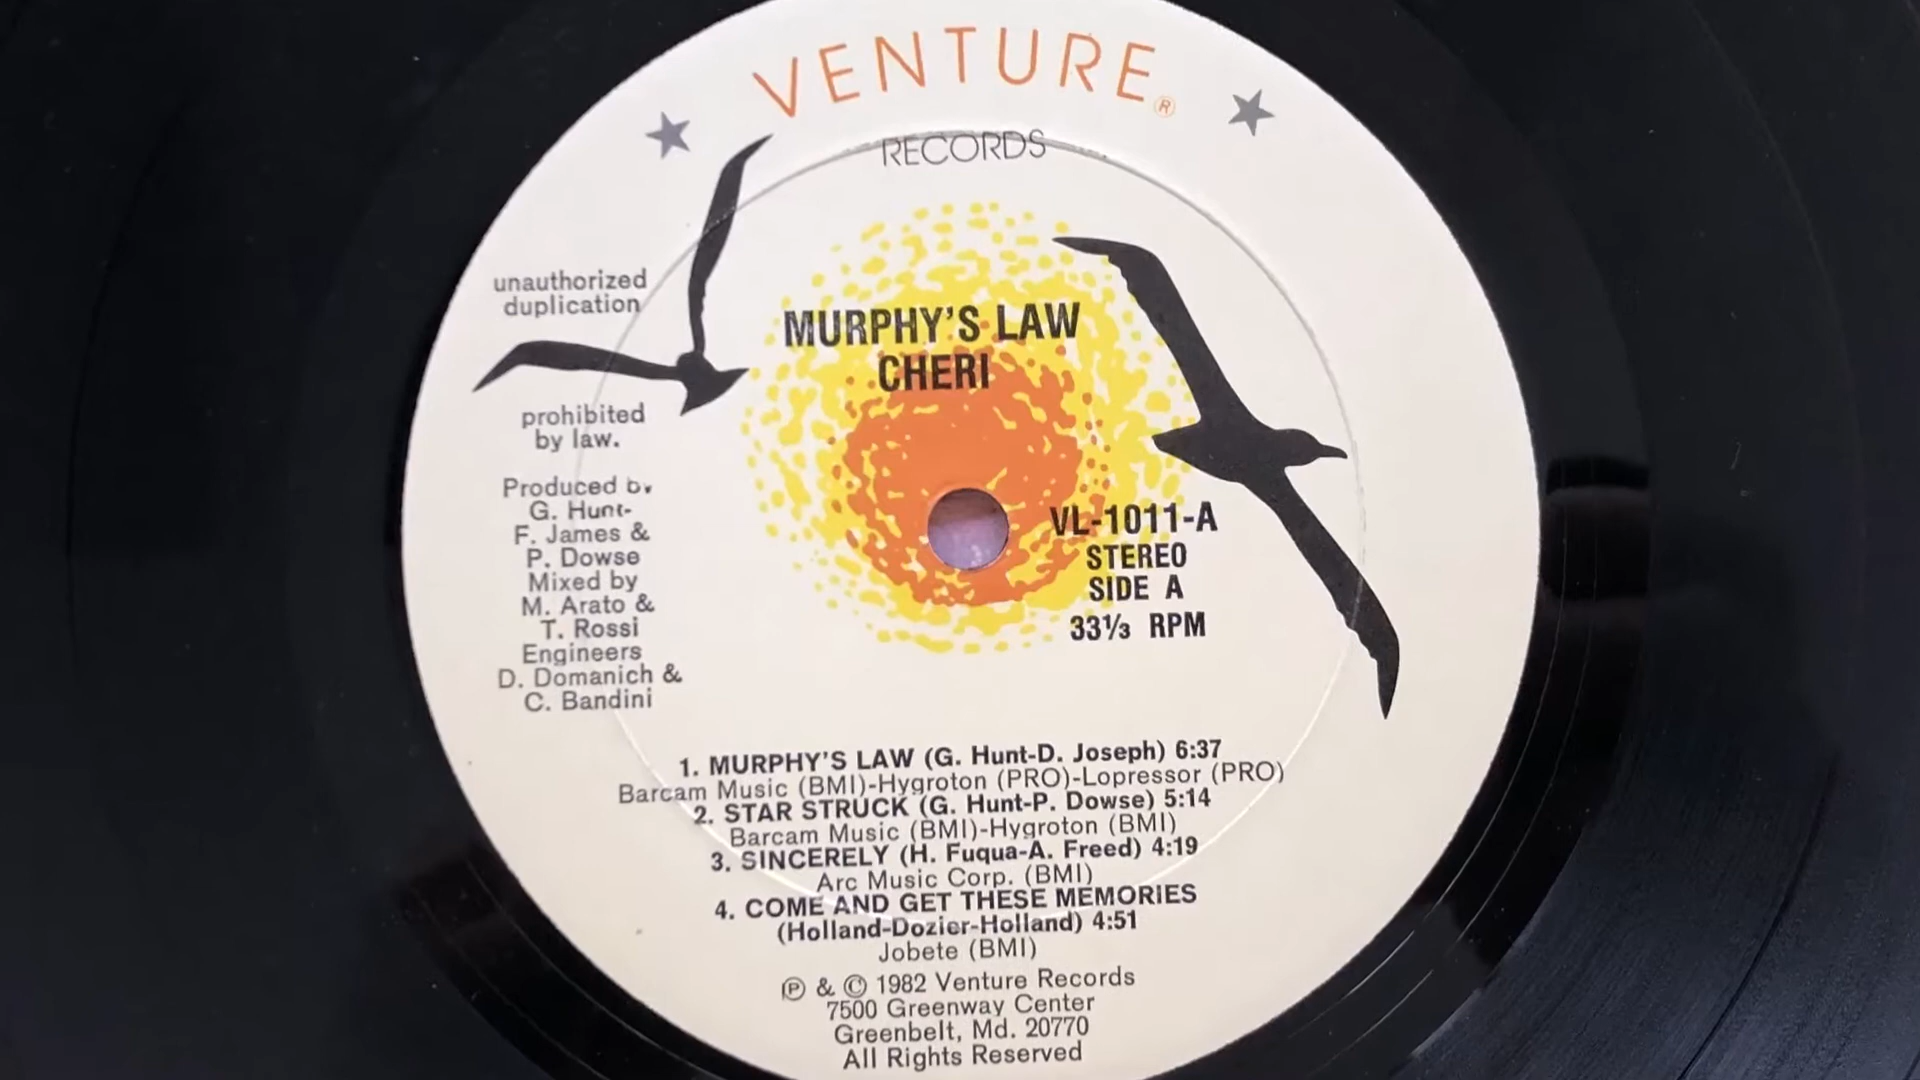 VENTURE®
RECORDS
unauthorized
duplication
prohibited
by law.
MURPHY'S LAW
CHERI
Produced by
G. Hunt-
F. James &
P. Dowse
Mixed by
M. Arato &
T. Rossi
Engineers
D. Domanich &
C. Bandini
VL-1011-A
STEREO
SIDE A
33⅓ RPM
1. MURPHY'S LAW (G. Hunt-D. Joseph) 6:37
Barcam Music (BMI)-Hygroton (PRO)-Lopressor (PRO)
2. STAR STRUCK (G. Hunt-P. Dowse) 5:14
Barcam Music (BMI)-Hygroton (BMI)
3. SINCERELY (H. Fuqua-A. Freed) 4:19
Arc Music Corp. (BMI)
4. COME AND GET THESE MEMORIES
(Holland-Dozier-Holland) 4:51
Jobete (BMI)
℗ & © 1982 Venture Records
7500 Greenway Center
Greenbelt, Md. 20770
All Rights Reserved